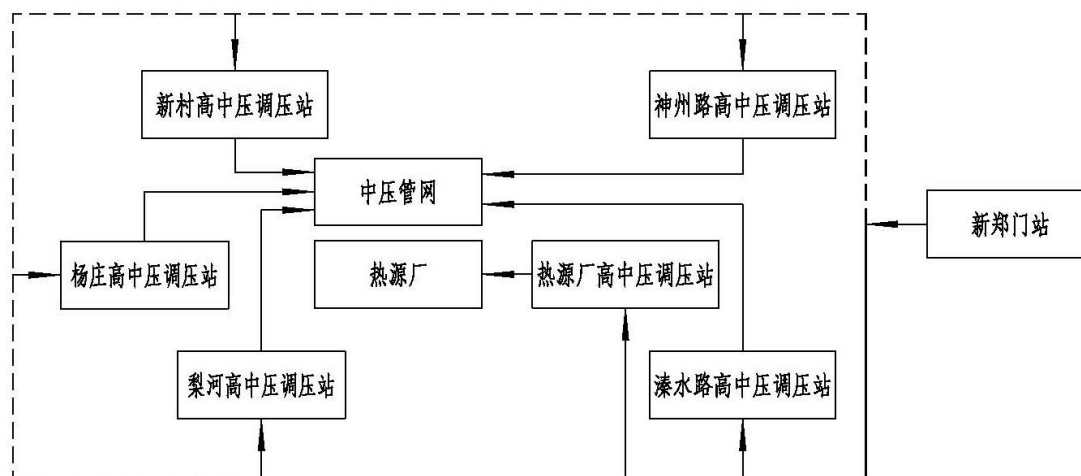 新村高中压调压站
神州路高中压调压站
中压管网
新郑门站
杨庄高中压调压站
热源厂
热源厂高中压调压站
梨河高中压调压站
溱水路高中压调压站